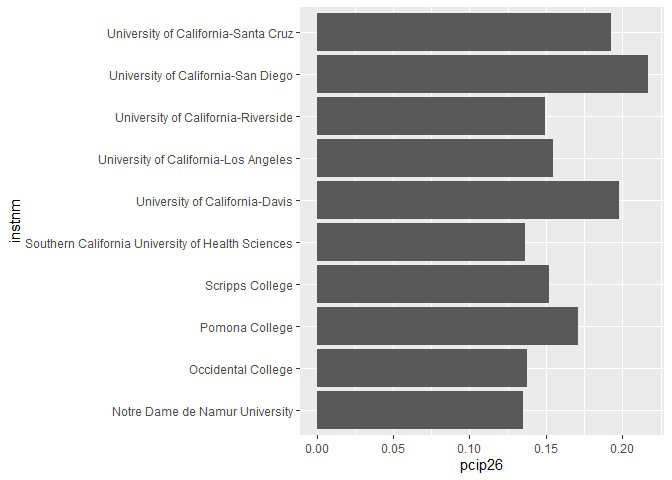 University of California-Santa Cruz
University of California-San Diego
University of California-Riverside
University of California-Los Angeles
University of California-Davis
Southern California University of Health Sciences
Scripps College
Pomona College
Occidental College
Notre Dame de Namur University
instnm
0.00 0.05 0.10 0.15 0.20
pcip26